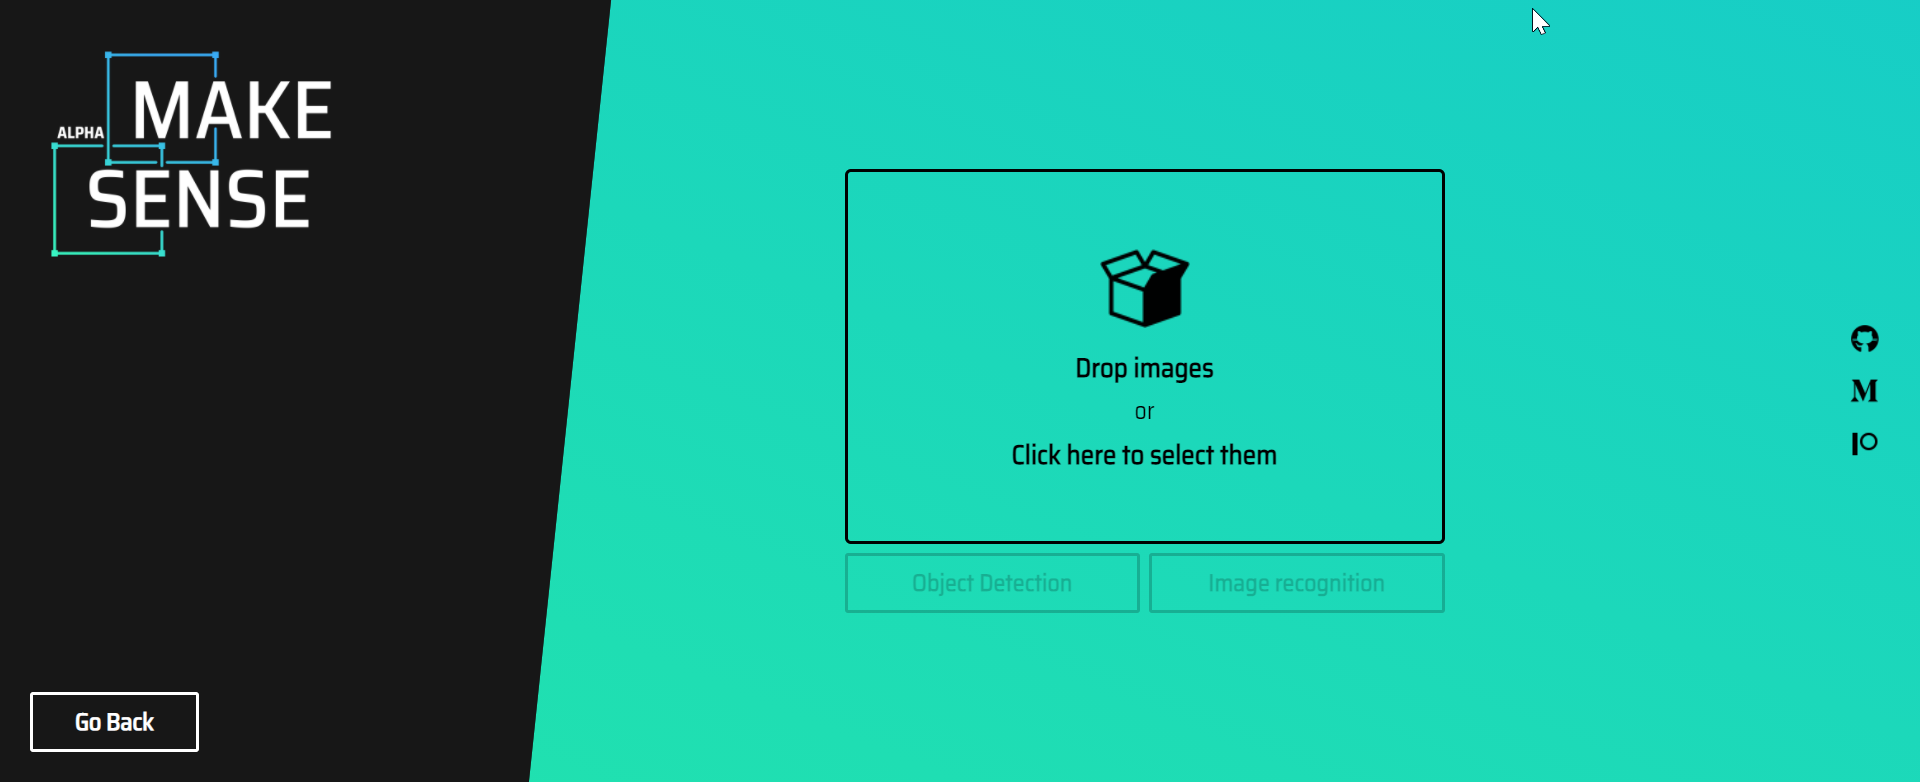 MAKE
ALPHA
SENSE
Drop images
or
Click here to select them
Object Detection
Image recognition
Go Back